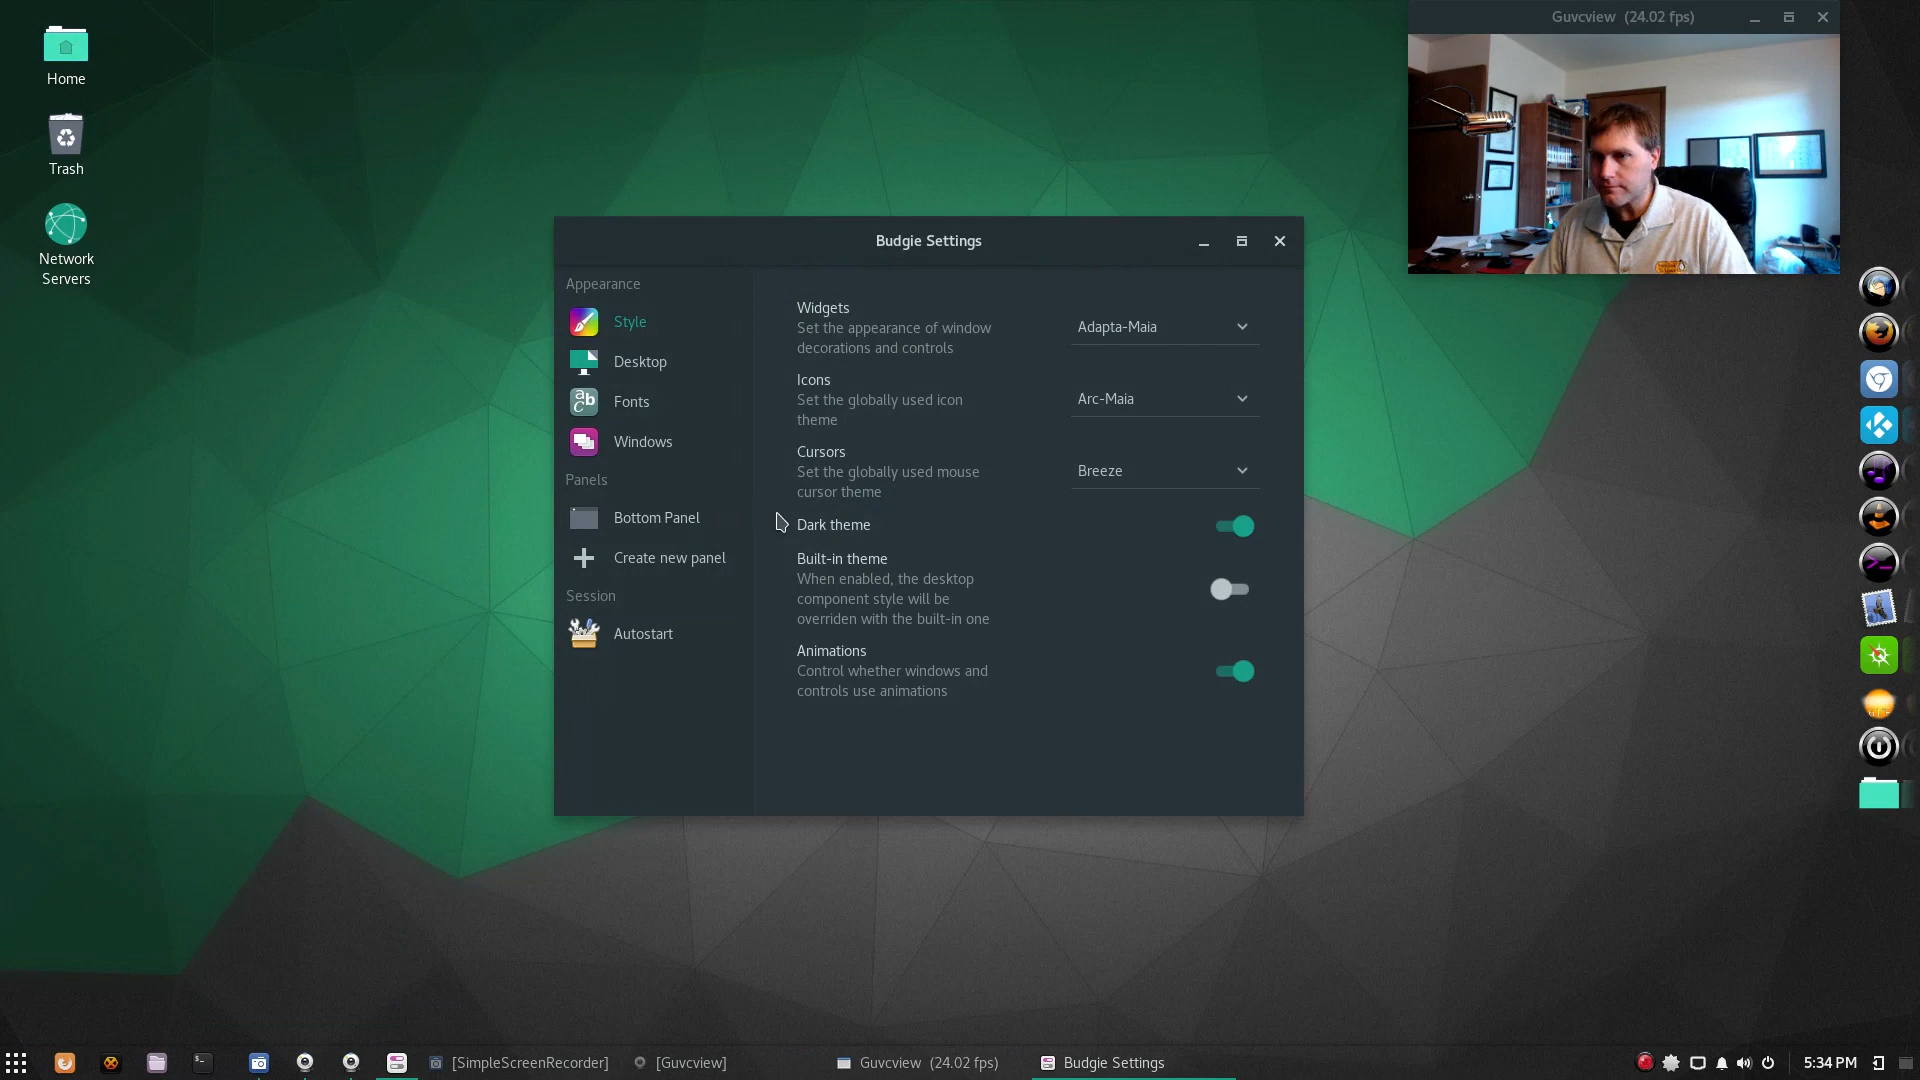 Guvcview (24.02 fps)
Home
Trash
Network
Servers
Budgie Settings
Appearance
Style
Desktop
Fonts
Windows
Panels
Bottom Panel
Create new panel
Session
Autostart
Widgets
Set the appearance of window
decorations and controls
Adapta-Maia
Icons
Set the globally used icon
theme
Arc-Maia
Cursors
Set the globally used mouse
cursor theme
Breeze
Dark theme
Built-in theme
When enabled, the desktop
component style will be
overriden with the built-in one
Animations
Control whether windows and
controls use animations
[SimpleScreenRecorder]
[Guvcview]
Guvcview (24.02 fps)
Budgie Settings
5:34 PM